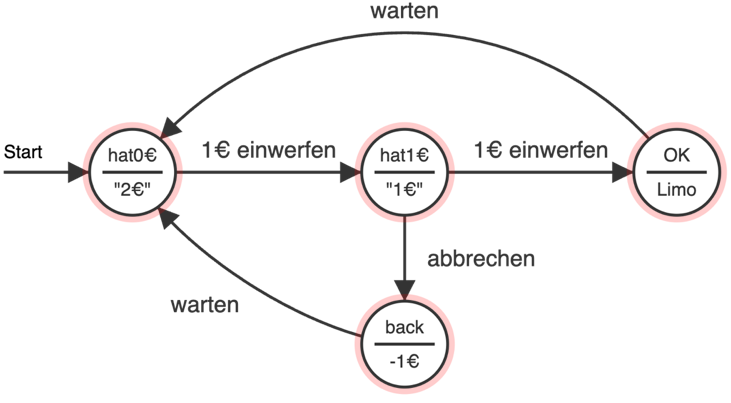 warten
Start
hat0€
"2€"
1€ einwerfen
hat1€
"1€"
1€ einwerfen
OK
Limo
abbrechen
warten
back
-1€